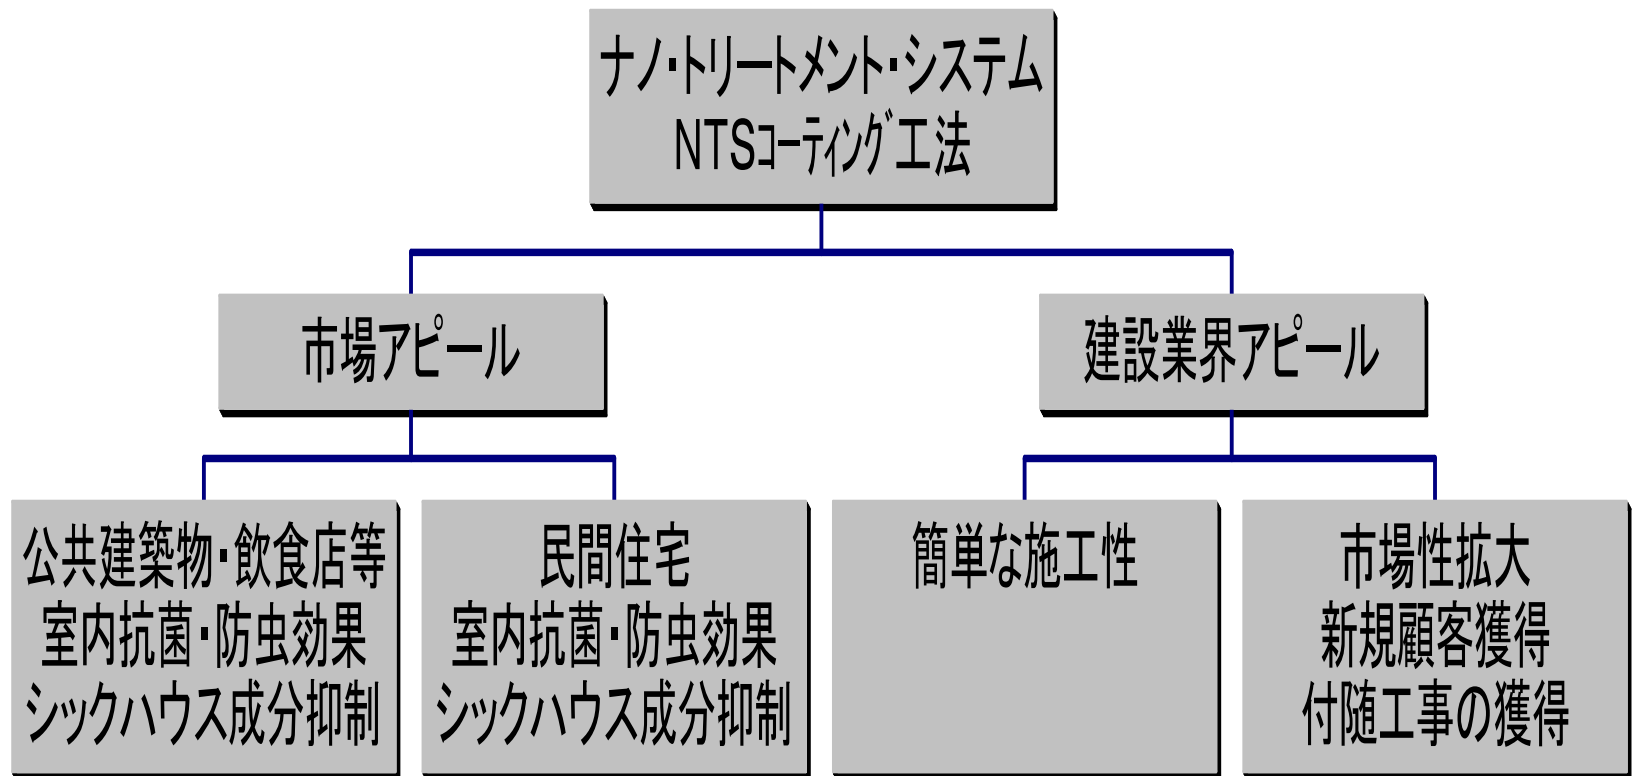 ナノ・トリートメント・システム
NTSコーティング工法
市場アピール
建設業界アピール
公共建築物・飲食店等
室内抗菌・防虫効果
シックハウス成分抑制
民間住宅
室内抗菌・防虫効果
シックハウス成分抑制
簡単な施工性
市場性拡大
新規顧客獲得
付随工事の獲得